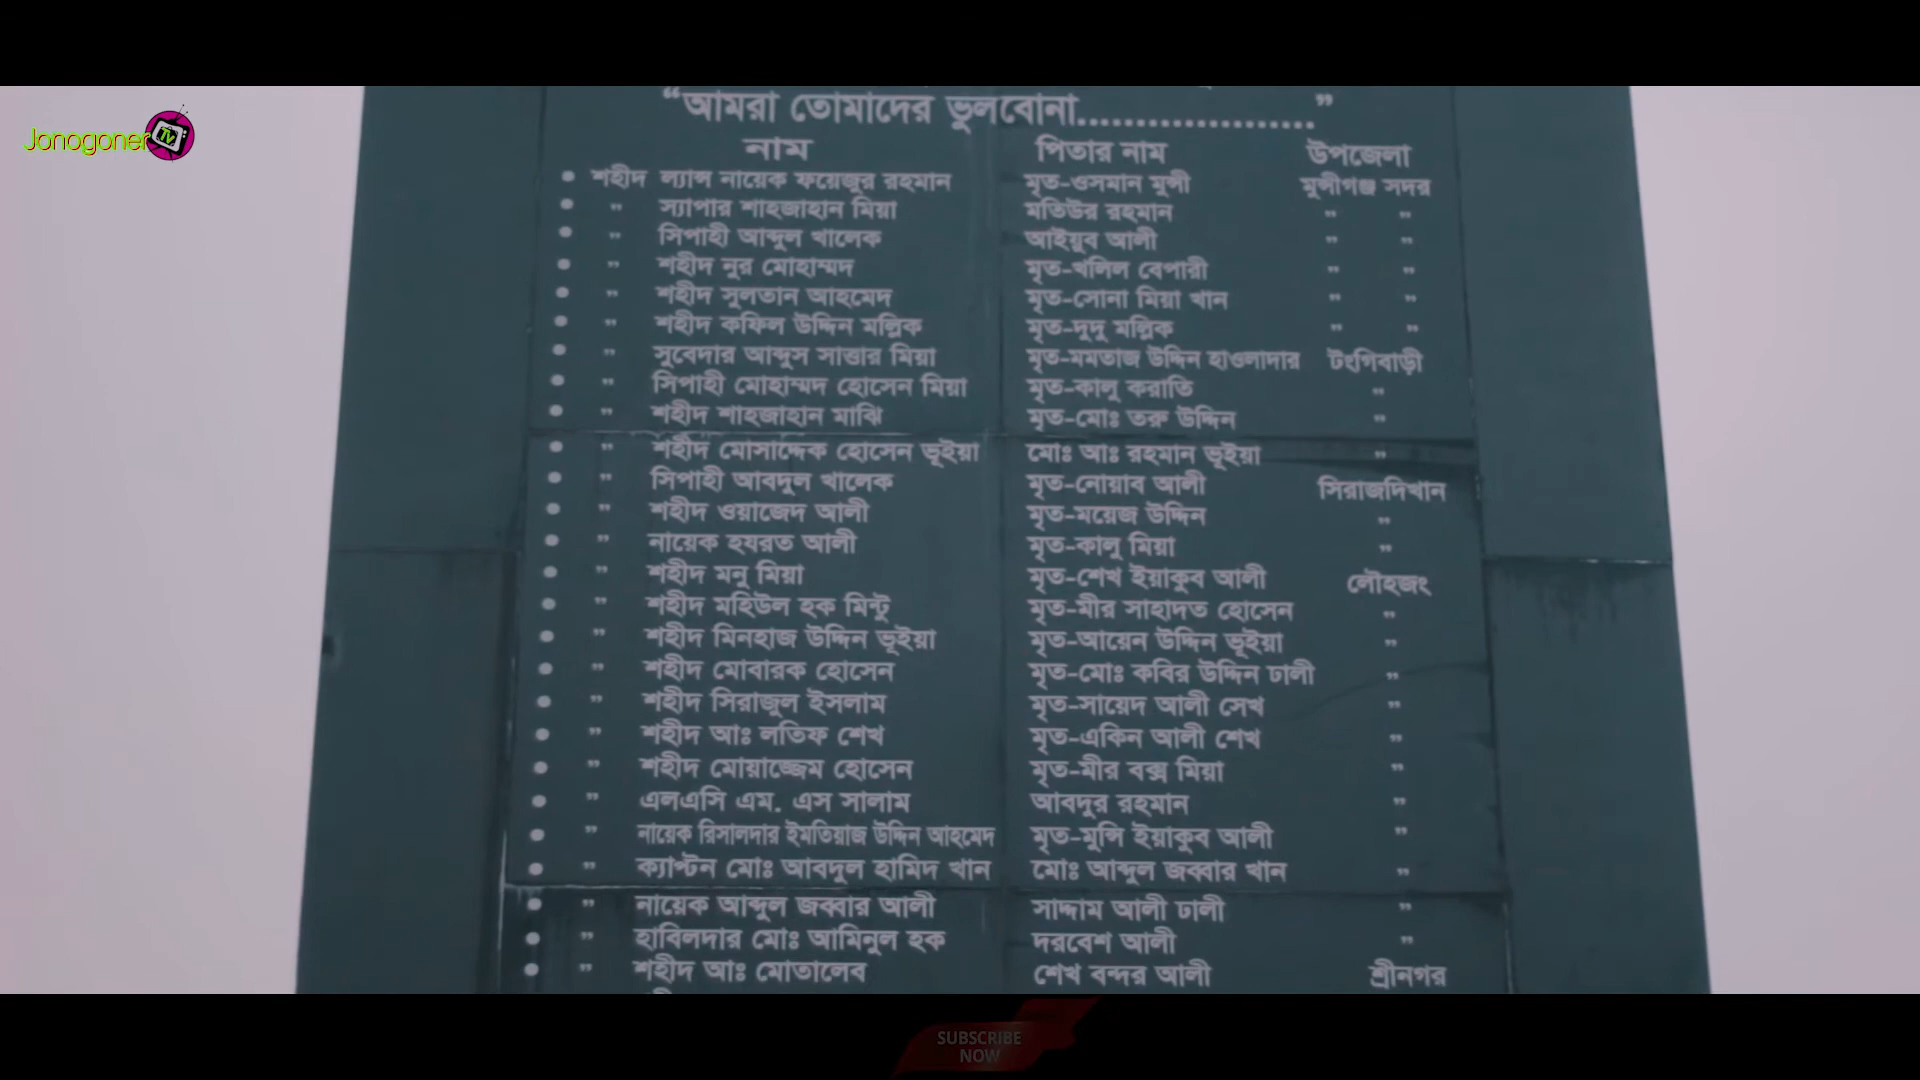 Jonogoner TV
“আমরা তোমাদের ভুলবোনা.....................”
নাম পিতার নাম উপজেলা
• শহীদ ল্যান্স নায়েক ফয়েজুর রহমান মৃত-ওসমান মুন্সী মুন্সীগঞ্জ সদর
• " স্যাপার শাহজাহান মিয়া মতিউর রহমান " "
• " সিপাহী আব্দুল খালেক আইয়ুব আলী " "
• " শহীদ নুর মোহাম্মদ মৃত-খলিল বেপারী " "
• " শহীদ সুলতান আহমেদ মৃত-সোনা মিয়া খান " "
• " শহীদ কফিল উদ্দিন মল্লিক মৃত-দুদু মল্লিক " "
• " সুবেদার আব্দুস সাত্তার মিয়া মৃত-মমতাজ উদ্দিন হাওলাদার টংগিবাড়ী
• " সিপাহী মোহাম্মদ হোসেন মিয়া মৃত-কালু করাতি "
• " শহীদ শাহজাহান মাঝি মৃত-মোঃ তরু উদ্দিন "
• " শহীদ মোসাদ্দেক হোসেন ভূইয়া মোঃ আঃ রহমান ভূইয়া "
• " সিপাহী আবদুল খালেক মৃত-নোয়াব আলী সিরাজদিখান
• " শহীদ ওয়াজেদ আলী মৃত-ময়েজ উদ্দিন "
• " নায়েক হযরত আলী মৃত-কালু মিয়া "
• " শহীদ মনু মিয়া মৃত-শেখ ইয়াকুব আলী লৌহজং
• " শহীদ মহিউল হক মিন্টু মৃত-মীর সাহাদত হোসেন "
• " শহীদ মিনহাজ উদ্দিন ভূইয়া মৃত-আয়েন উদ্দিন ভূইয়া "
• " শহীদ মোবারক হোসেন মৃত-মোঃ কবির উদ্দিন ঢালী "
• " শহীদ সিরাজুল ইসলাম মৃত-সায়েদ আলী সেখ "
• " শহীদ আঃ লতিফ শেখ মৃত-একিন আলী শেখ "
• " শহীদ মোয়াজ্জেম হোসেন মৃত-মীর বক্স মিয়া "
• " এলএসি এম. এস সালাম আবদুর রহমান "
• " নায়েক রিসালদার ইমতিয়াজ উদ্দিন আহমেদ মৃত-মুন্সি ইয়াকুব আলী "
• " ক্যাপ্টন মোঃ আবদুল হামিদ খান মোঃ আব্দুল জব্বার খান "
• " নায়েক আব্দুল জব্বার আলী সাদ্দাম আলী ঢালী "
• " হাবিলদার মোঃ আমিনুল হক দরবেশ আলী "
• " শহীদ আঃ মোতালেব শেখ বন্দর আলী শ্রীনগর
SUBSCRIBE
NOW